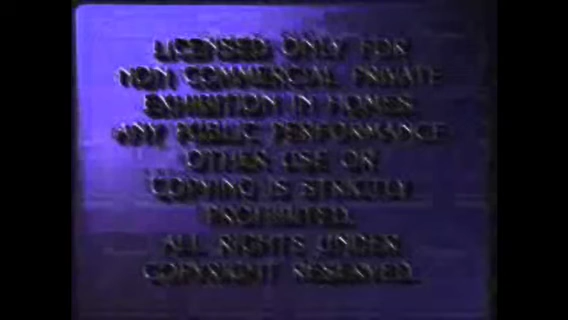 LICENSED ONLY FOR
NON COMMERCIAL PRIVATE
EXHIBITION IN HOMES
ANY PUBLIC PERFORMANCE
OTHER USE OR
COPYING IS STRICTLY
PROHIBITED.
ALL RIGHTS UNDER
COPYRIGHT RESERVED.